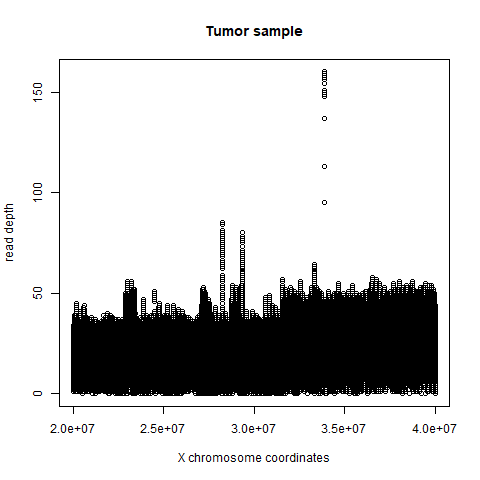 Tumor sample
read depth
150
100
50
0
2.0e+07 2.5e+07 3.0e+07 3.5e+07 4.0e+07
X chromosome coordinates